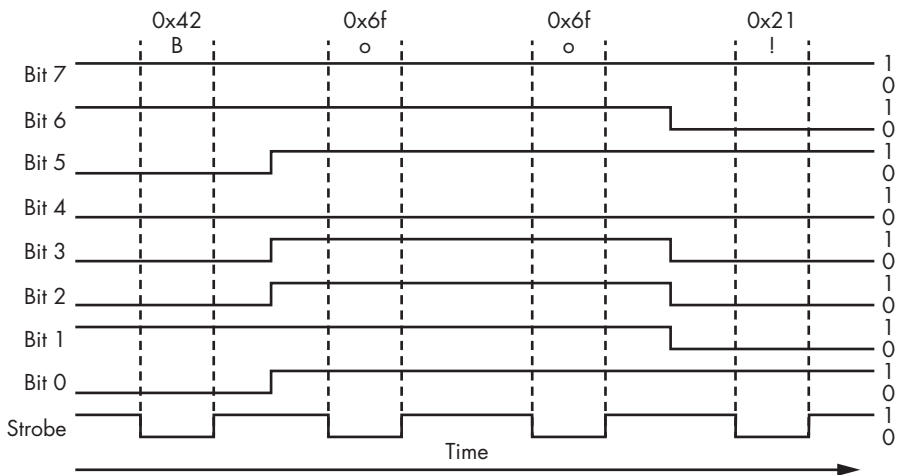 0x42 0x6f 0x6f 0x21
B o o !
Bit 7 1
0
Bit 6 1
0
Bit 5 1
0
Bit 4 1
0
Bit 3 1
0
Bit 2 1
0
Bit 1 1
0
Bit 0 1
0
Strobe 1
0
Time